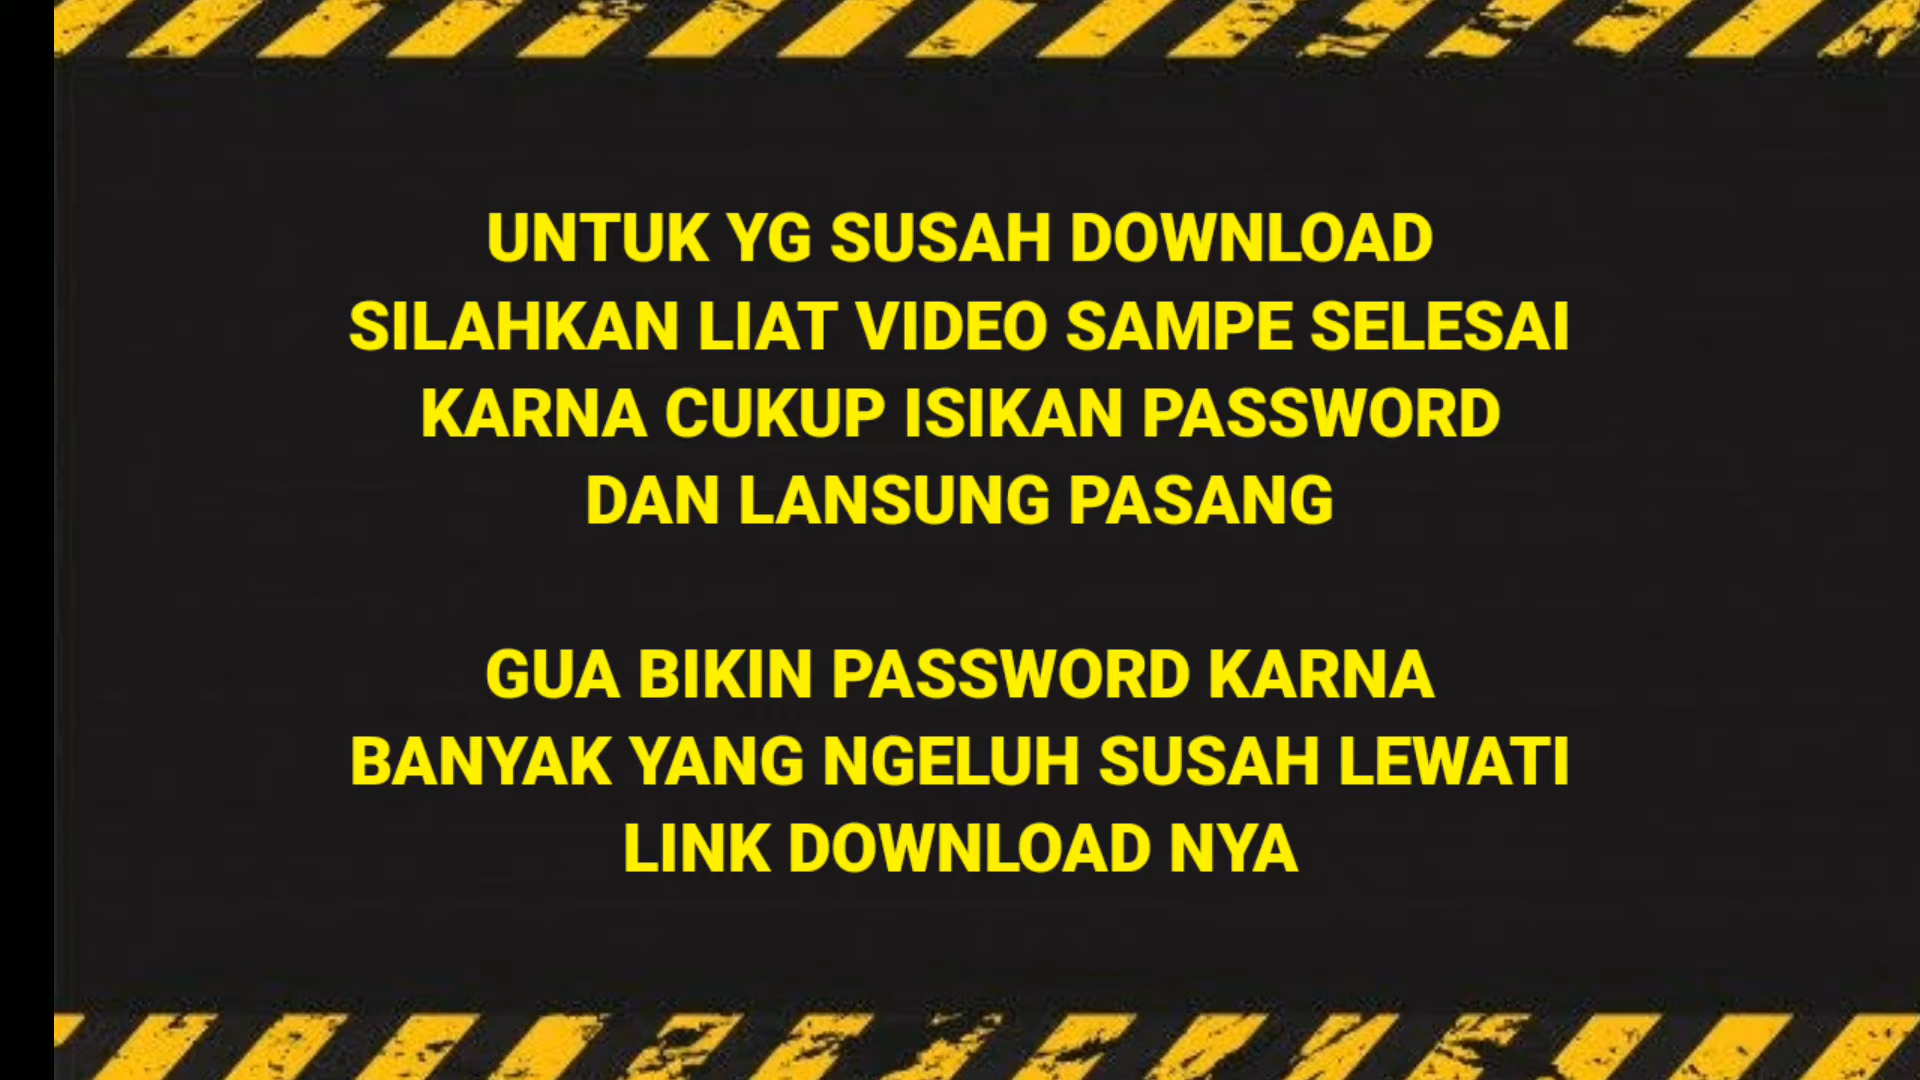 UNTUK YG SUSAH DOWNLOAD
SILAHKAN LIAT VIDEO SAMPE SELESAI
KARNA CUKUP ISIKAN PASSWORD
DAN LANSUNG PASANG
GUA BIKIN PASSWORD KARNA
BANYAK YANG NGELUH SUSAH LEWATI
LINK DOWNLOAD NYA